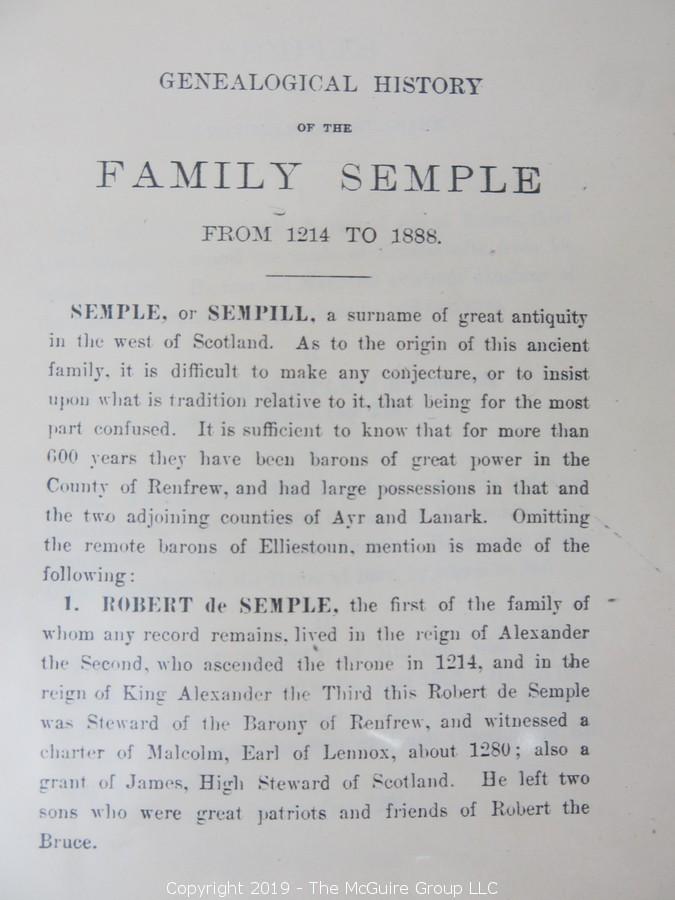 GENEALOGICAL HISTORY
OF THE
FAMILY SEMPLE
FROM 1214 TO 1888.
SEMPLE, or SEMPILL, a surname of great antiquity
in the west of Scotland. As to the origin of this ancient
family, it is difficult to make any conjecture, or to insist
upon what is tradition relative to it, that being for the most
part confused. It is sufficient to know that for more than
600 years they have been barons of great power in the
County of Renfrew, and had large possessions in that and
the two adjoining counties of Ayr and Lanark. Omitting
the remote barons of Elliestoun, mention is made of the
following:
1. ROBERT de SEMPLE, the first of the family of
whom any record remains, lived in the reign of Alexander
the Second, who ascended the throne in 1214, and in the
reign of King Alexander the Third this Robert de Semple
was Steward of the Barony of Renfrew, and witnessed a
charter of Malcolm, Earl of Lennox, about 1280; also a
grant of James, High Steward of Scotland. He left two
sons who were great patriots and friends of Robert the
Bruce.
Copyright 2019 - The McGuire Group LLC